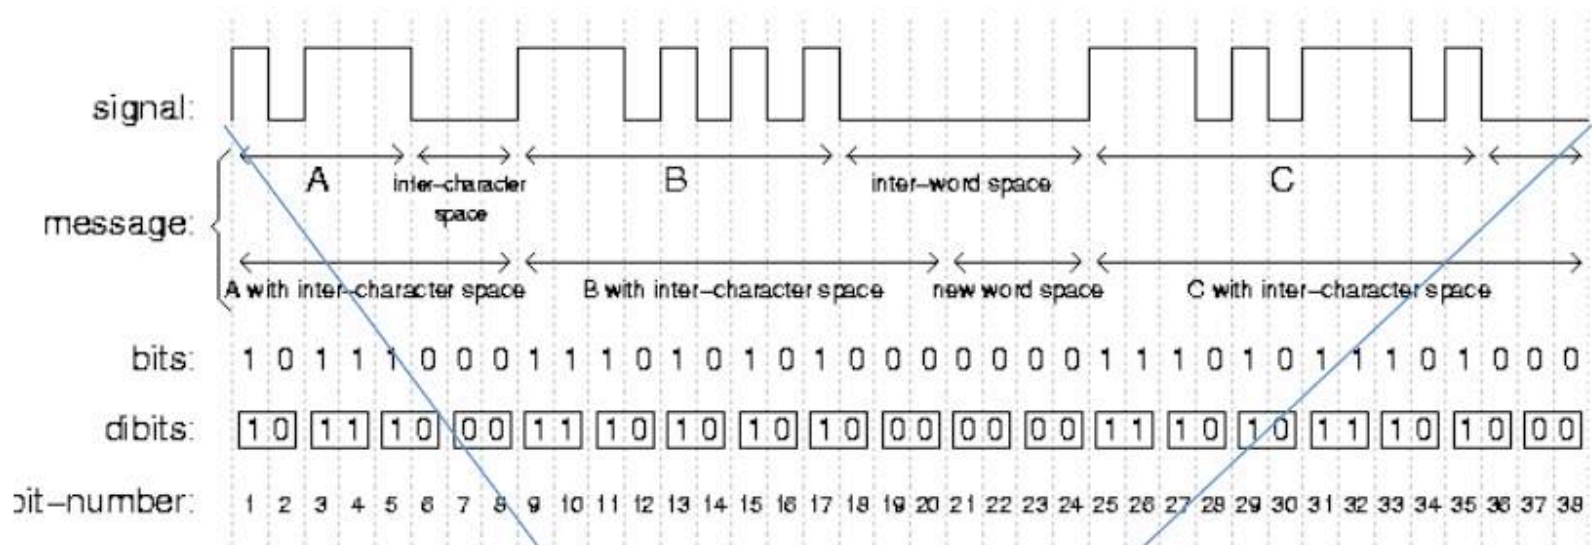 signal:
A inter-character space B inter-word space C
message:
A with inter-character space B with inter-character space new word space C with inter-character space
bits: 1 0 1 1 1 0 0 0 1 1 1 0 1 0 1 0 1 0 0 0 0 0 0 0 1 1 1 0 1 0 1 1 1 0 1 0 0 0
dibits: 10 11 10 00 11 10 10 10 10 00 00 00 11 10 10 11 10 10 00
bit-number: 1 2 3 4 5 6 7 8 9 10 11 12 13 14 15 16 17 18 19 20 21 22 23 24 25 26 27 28 29 30 31 32 33 34 35 36 37 38